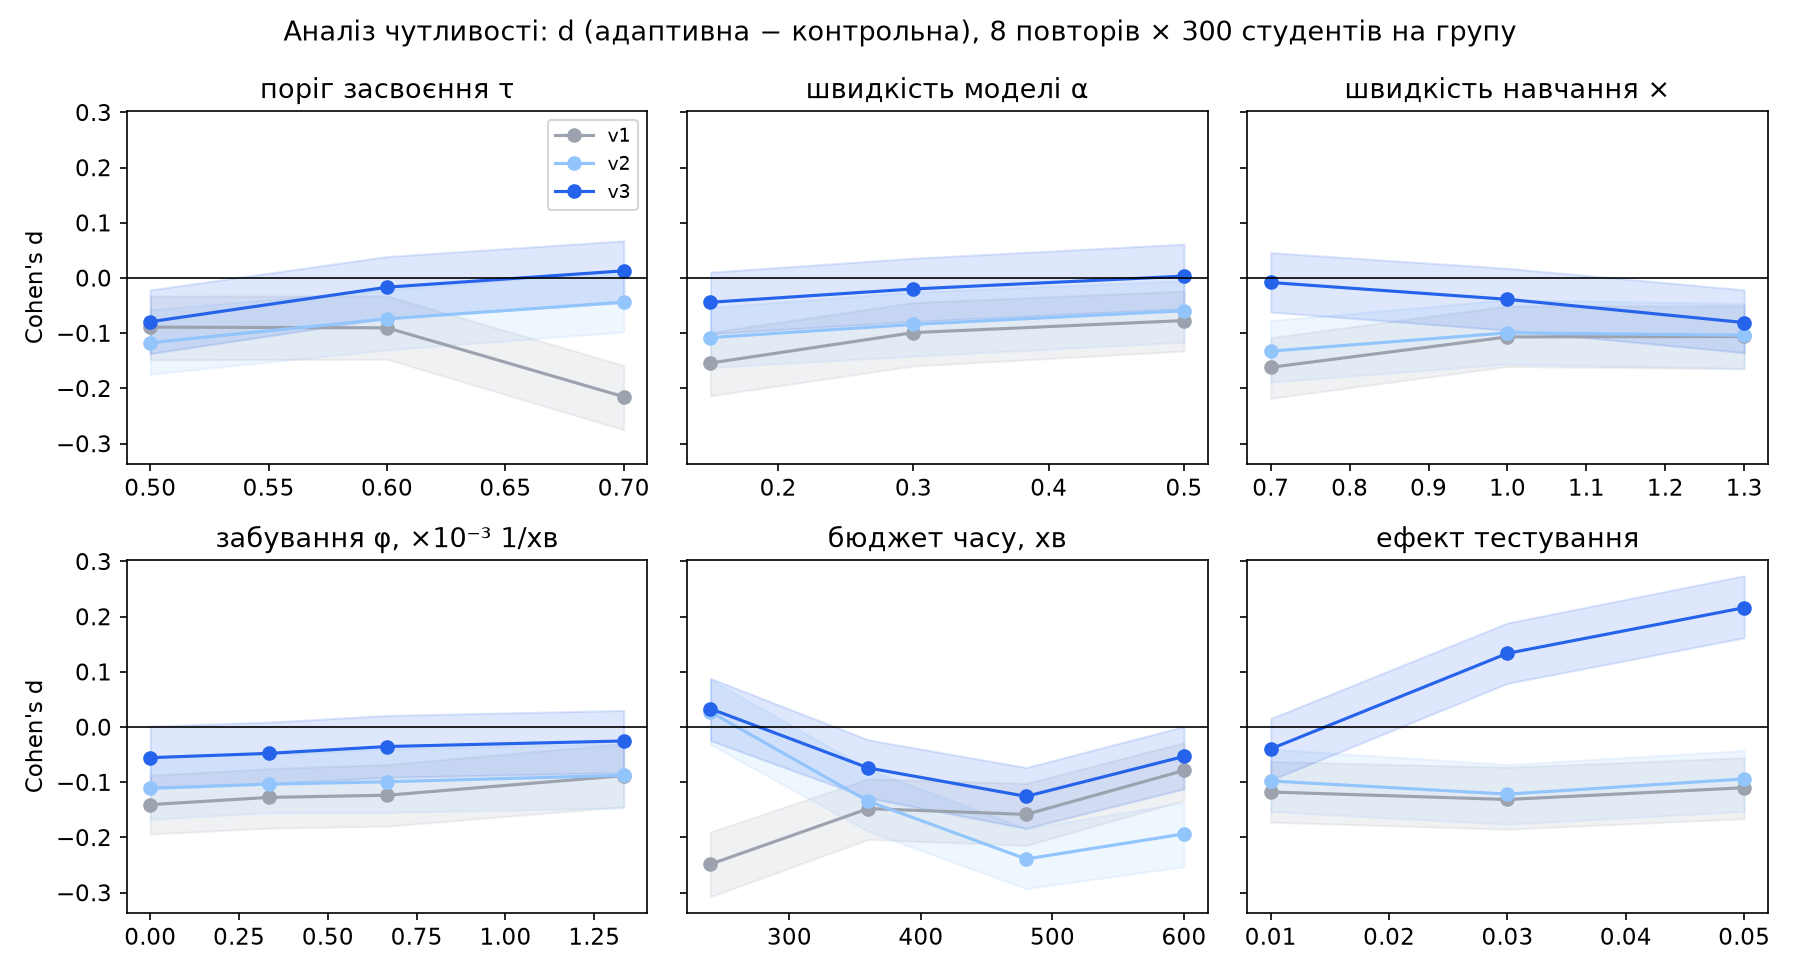 Аналіз чутливості: d (адаптивна − контрольна), 8 повторів × 300 студентів на групу
поріг засвоєння τ
швидкість моделі α
швидкість навчання ×
Cohen's d
0.3
0.2
0.1
0.0
−0.1
−0.2
−0.3
v1
v2
v3
0.50 0.55 0.60 0.65 0.70
0.2 0.3 0.4 0.5
0.7 0.8 0.9 1.0 1.1 1.2 1.3
забування φ, ×10⁻³ 1/хв
бюджет часу, хв
ефект тестування
Cohen's d
0.3
0.2
0.1
0.0
−0.1
−0.2
−0.3
0.00 0.25 0.50 0.75 1.00 1.25
300 400 500 600
0.01 0.02 0.03 0.04 0.05